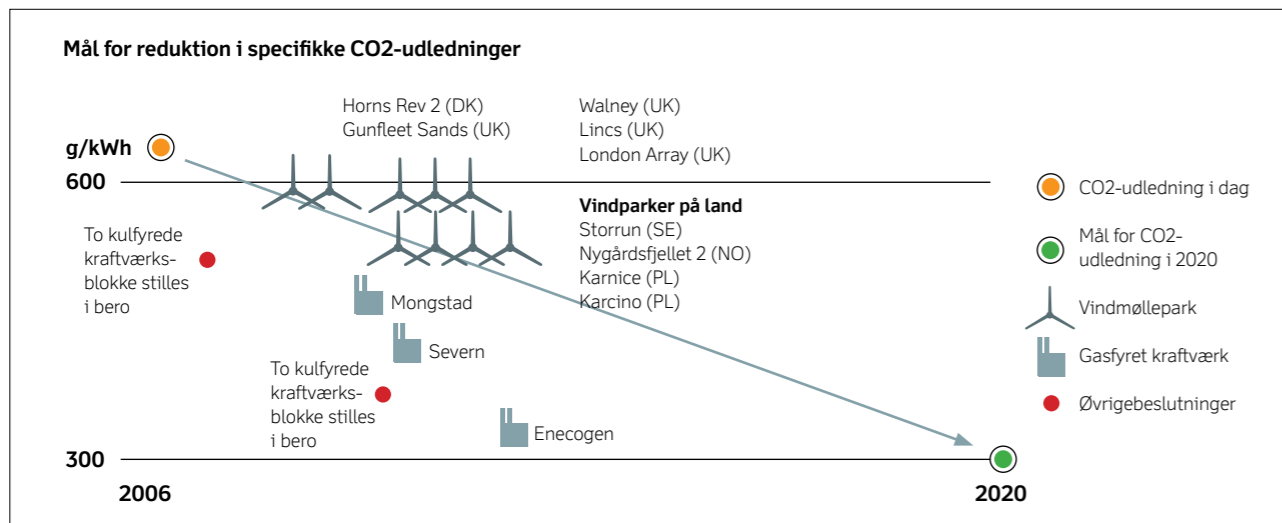 Mål for reduktion i specifikke CO2-udledninger
Horns Rev 2 (DK)
Gunfleet Sands (UK)
Walney (UK)
Lincs (UK)
London Array (UK)
g/kWh
600
Vindparker på land
Storrun (SE)
Nygårdsfjellet 2 (NO)
Karnice (PL)
Karcino (PL)
To kulfyrede
kraftværks-
blokke stilles
i bero
Mongstad
Severn
To kulfyrede
kraftværks-
blokke stilles
i bero
Enecogen
300
2006
2020
CO2-udledning i dag
Mål for CO2-
udledning i 2020
Vindmøllepark
Gasfyret kraftværk
Øvrigebeslutninger